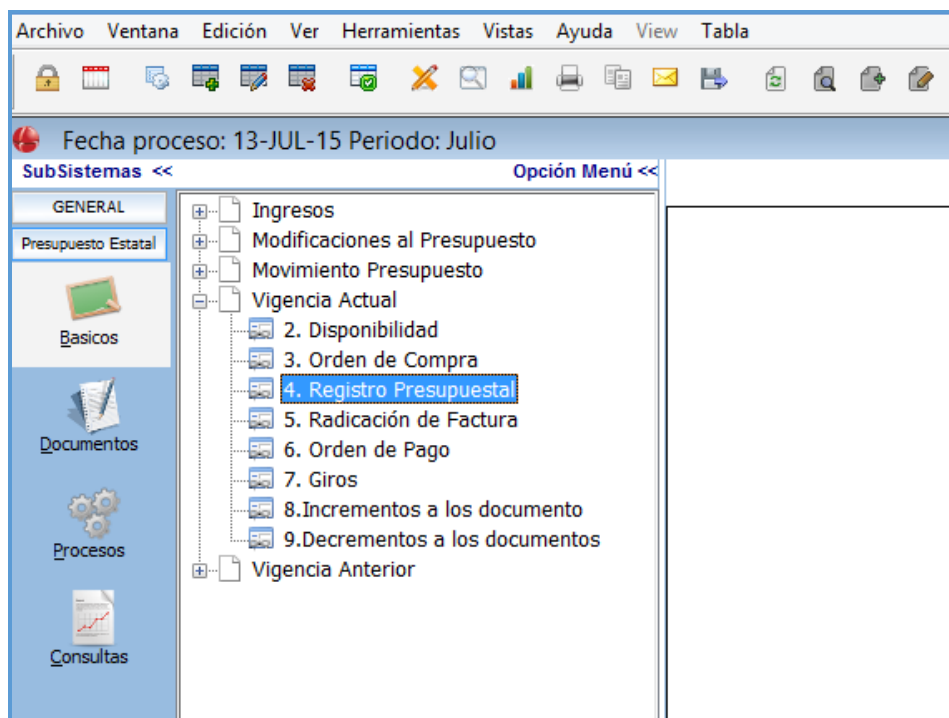 Archivo Ventana Edición Ver Herramientas Vistas Ayuda View Tabla
Fecha proceso: 13-JUL-15 Periodo: Julio
SubSistemas <<
Opción Menú <<
GENERAL
Presupuesto Estatal
Basicos
Documentos
Procesos
Consultas
Ingresos
Modificaciones al Presupuesto
Movimiento Presupuesto
Vigencia Actual
2. Disponibilidad
3. Orden de Compra
4. Registro Presupuestal
5. Radicación de Factura
6. Orden de Pago
7. Giros
8.Incrementos a los documento
9.Decrementos a los documentos
Vigencia Anterior